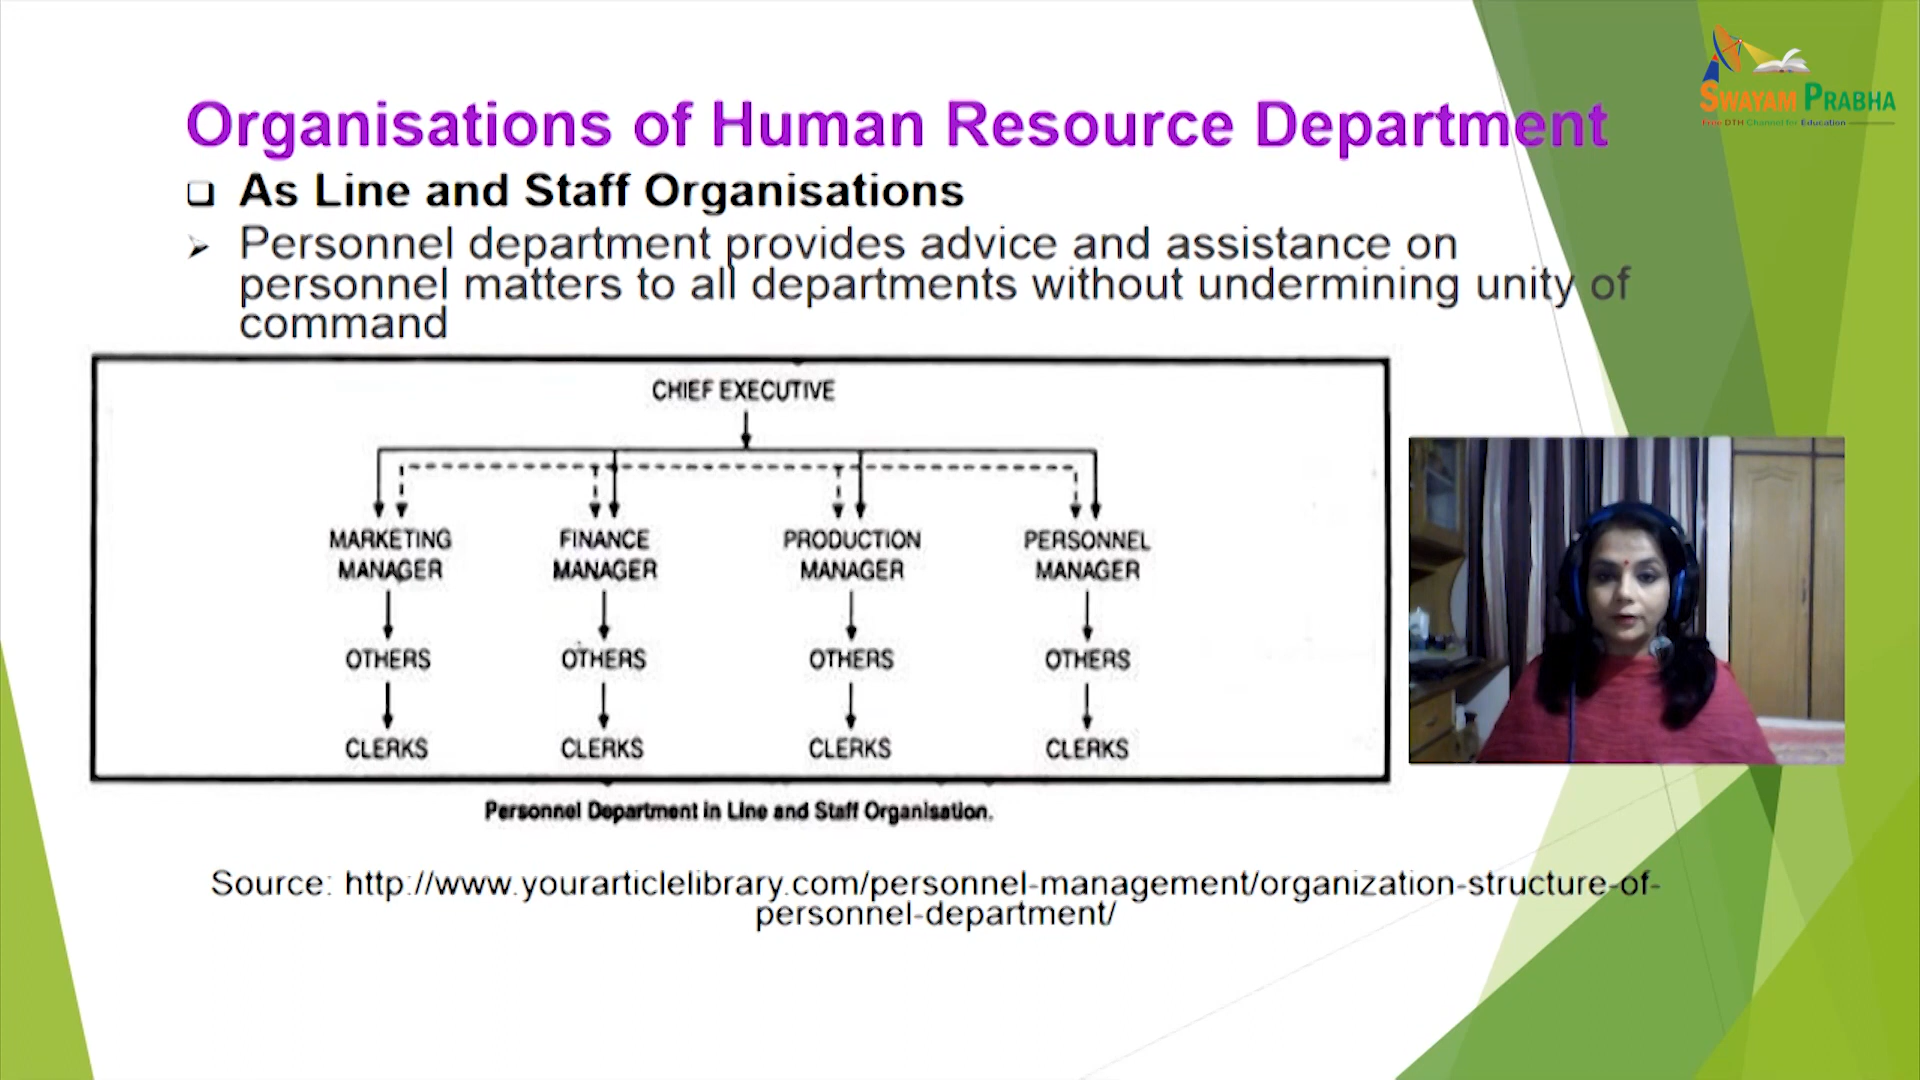 SWAYAM PRABHA
Free DTH Channel for Education
Organisations of Human Resource Department
As Line and Staff Organisations
Personnel department provides advice and assistance on
personnel matters to all departments without undermining unity of
command
CHIEF EXECUTIVE
MARKETING
MANAGER
FINANCE
MANAGER
PRODUCTION
MANAGER
PERSONNEL
MANAGER
OTHERS
OTHERS
OTHERS
OTHERS
CLERKS
CLERKS
CLERKS
CLERKS
Personnel Department in Line and Staff Organisation.
Source: http://www.yourarticlelibrary.com/personnel-management/organization-structure-of-
personnel-department/